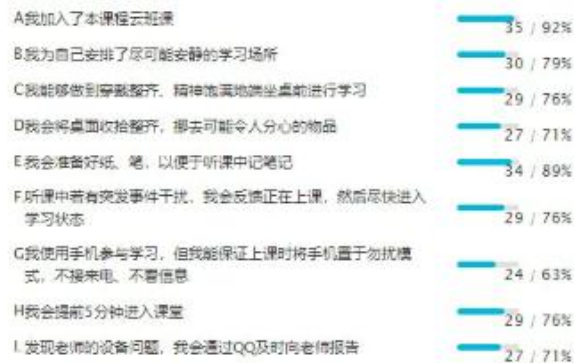 A我加入了本课程云班课
35 / 92%
B.我为自己安排了尽可能安静的学习场所
30 / 79%
C我能够做到穿戴整齐、精神饱满地端坐桌前进行学习
29 / 76%
D我会将桌面收拾整齐,挪去可能令人分心的物品
27 / 71%
E我会准备好纸、笔,以便于听课中记笔记
34 / 89%
F.听课中若有突发事件干扰,我会反馈正在上课,然后尽快进入
学习状态
29 / 76%
G我使用手机参与学习,但我能保证上课时将手机置于勿扰模
式,不接来电、不看信息
24 / 63%
H我会提前5分钟进入课堂
29 / 76%
I. 发现老师的设备问题,我会通过QQ及时向老师报告
27 / 71%